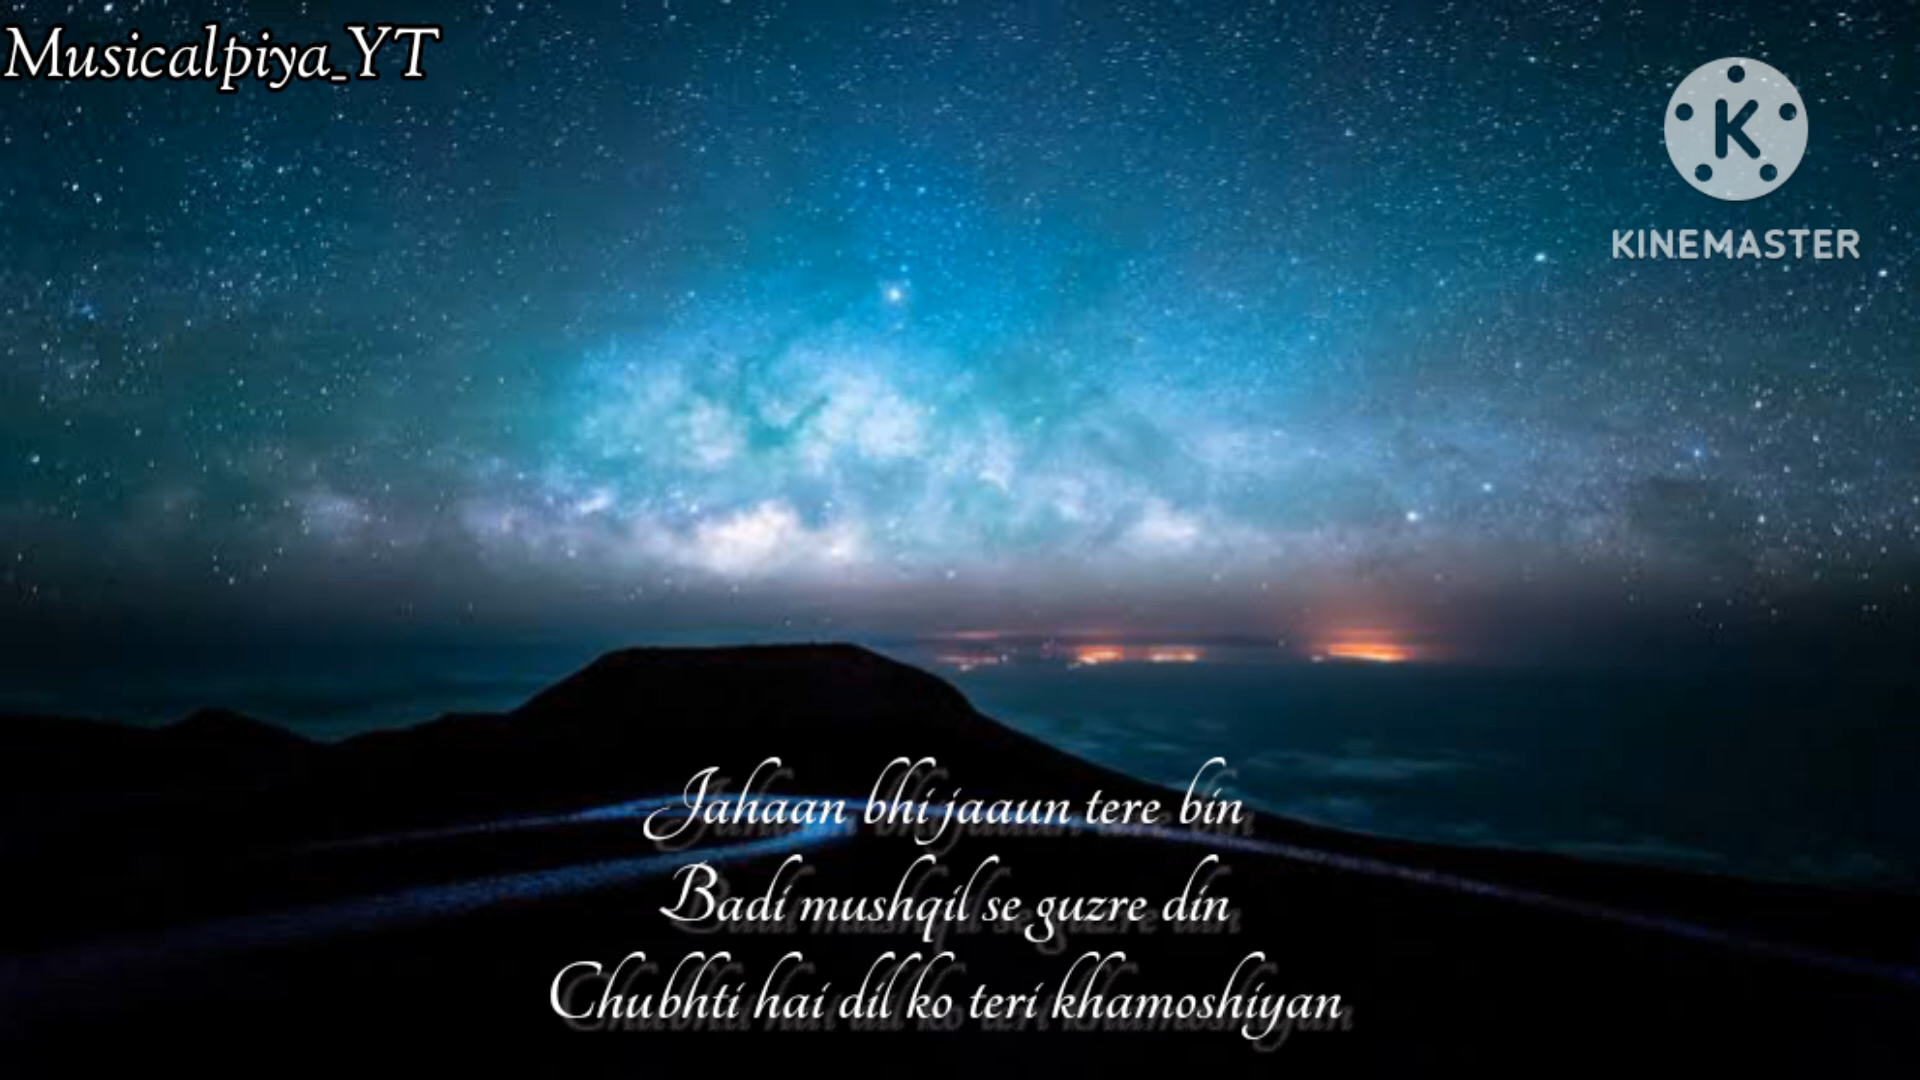 Musicalpiya_YT
K
KINEMASTER
Jahaan bhi jaaun tere bin
Badi mushqil se guzre din
Chubhti hai dil ko teri khamoshiyan